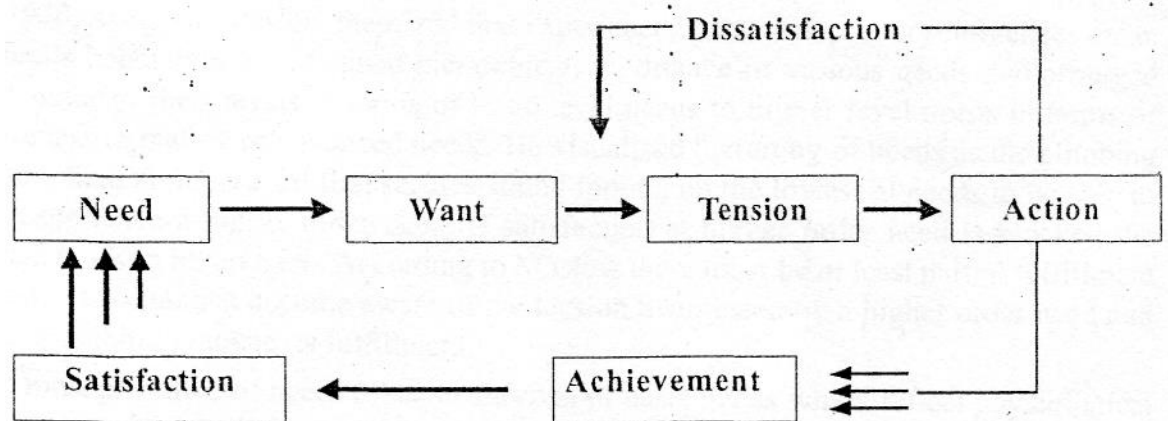 Dissatisfaction
Need
Want
Tension
Action
Satisfaction
Achievement